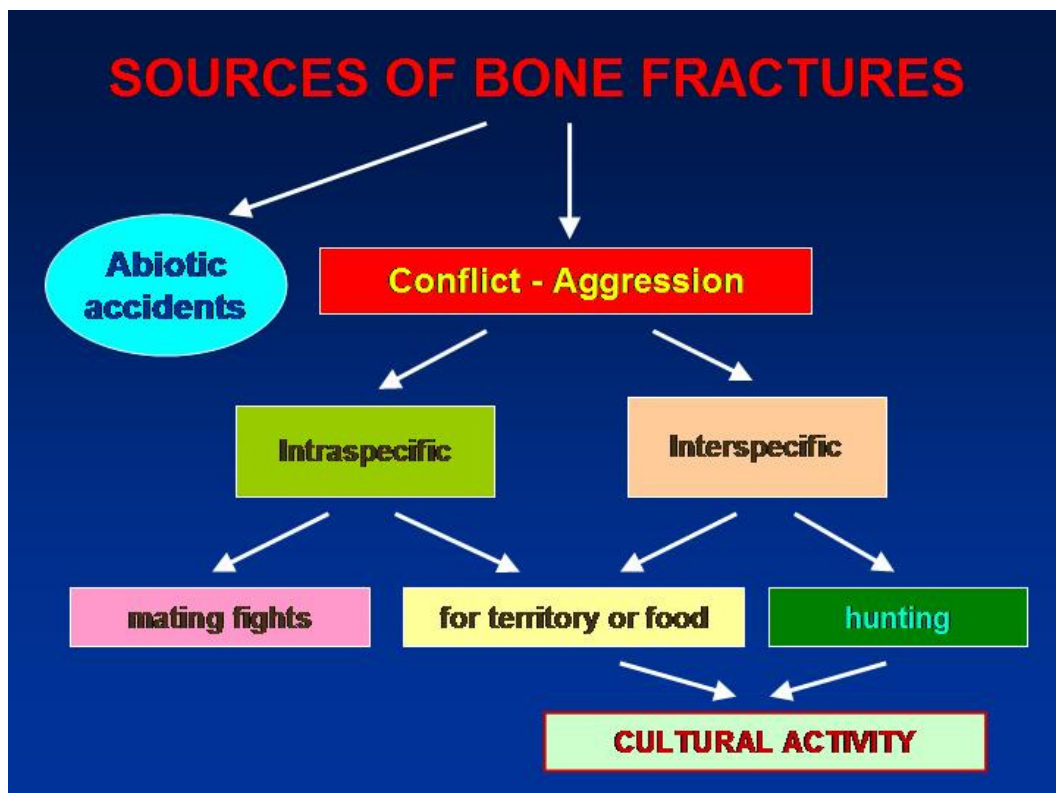 SOURCES OF BONE FRACTURES
Abiotic
accidents
Conflict - Aggression
Intraspecific
Interspecific
mating fights
for territory or food
hunting
CULTURAL ACTIVITY